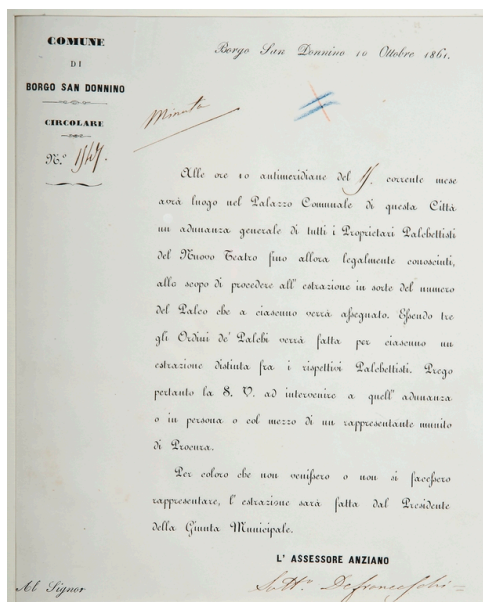 COMUNE
DI
BORGO SAN DONNINO
CIRCOLARE
N.º 1547.
Borgo San Donnino 10 Ottobre 1861.
Minuta
Alle ore 10 antimeridiane del 15. corrente mese
avrà luogo nel Palazzo Comunale di questa Città
un adunanza generale di tutti i Proprietari Palchettisti
del Nuovo Teatro fino allora legalmente conosciuti,
allo scopo di procedere all' estrazione in sorte del numero
del Palco che a ciascuno verrà assegnato. Essendo tre
gli Ordini de' Palchi verrà fatta per ciascuno un
estrazione distinta fra i rispettivi Palchettisti. Prego
pertanto la S. V. ad intervenire a quell' adunanza
o in persona o col mezzo di un rappresentante munito
di Procura.
Per coloro che non venissero o non si facessero
rappresentare, l' estrazione sarà fatta dal Presidente
della Giunta Municipale.
L' ASSESSORE ANZIANO
Al Signor